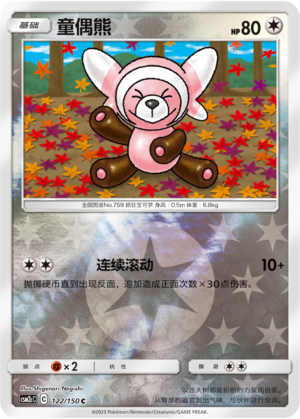 基础
童偶熊
HP80
全国图鉴No.759 抓狂宝可梦 身高：0.5m 体重：6.8kg
连续滚动 10+
抛掷硬币直到出现反面，追加造成正面次数×30点伤害。
Illus. Shigenori Negishi
弱点 ×2 抗性 撤退
CSM2c C C 122/150 C
©2023 Pokémon/Nintendo/Creatures/GAME FREAK.